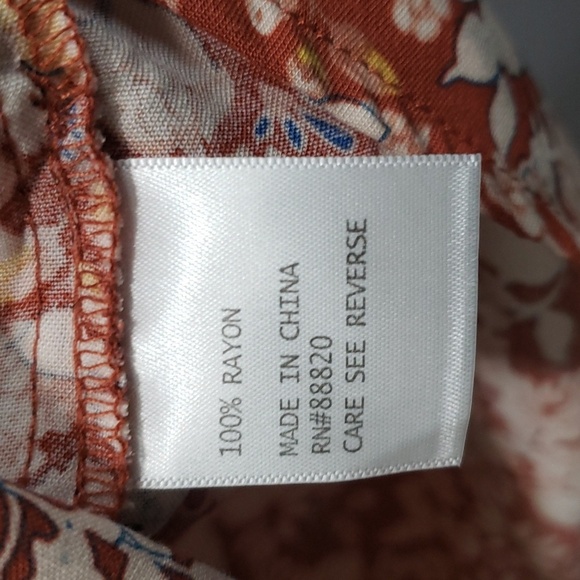 100% RAYON
MADE IN CHINA
RN#88820
CARE SEE REVERSE